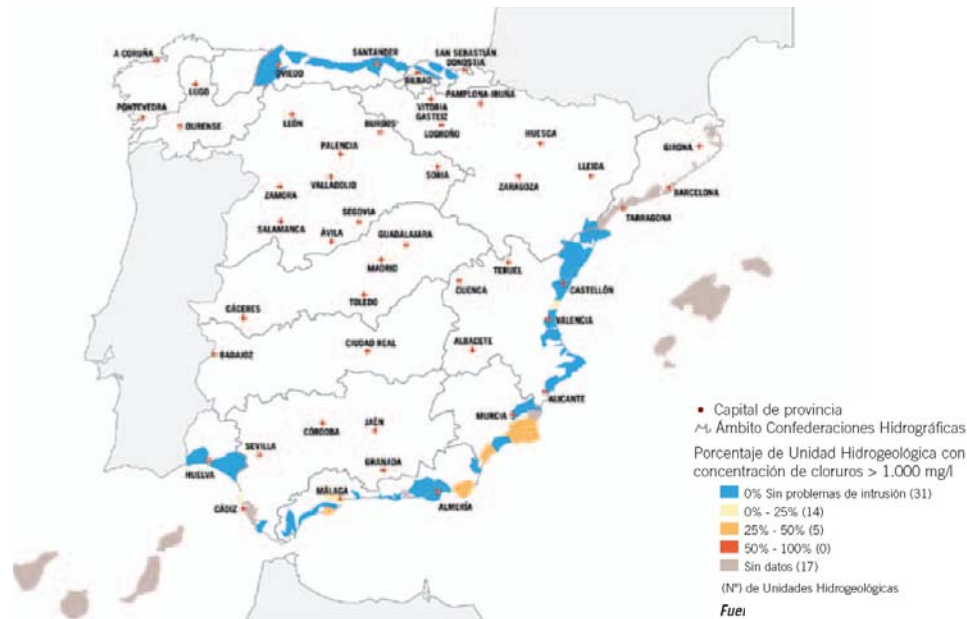 A CORUÑA
LUGO
PONTEVEDRA
OURENSE
OVIEDO
SANTANDER
BILBAO
SAN SEBASTIÁN
DONOSTIA
VITORIA
GASTEIZ
PAMPLONA-IRUÑA
LOGROÑO
LEÓN
BURGOS
PALENCIA
VALLADOLID
ZAMORA
SALAMANCA
ÁVILA
SEGOVIA
SORIA
HUESCA
ZARAGOZA
LLEIDA
GIRONA
BARCELONA
TARRAGONA
GUADALAJARA
MADRID
TOLEDO
CUENCA
TERUEL
CASTELLÓN
VALENCIA
ALICANTE
CÁCERES
BADAJOZ
CIUDAD REAL
ALBACETE
MURCIA
CÓRDOBA
JAÉN
SEVILLA
HUELVA
GRANADA
CÁDIZ
MÁLAGA
ALMERÍA
Capital de provincia
Ámbito Confederaciones Hidrográficas
Porcentaje de Unidad Hidrogeológica con
concentración de cloruros > 1.000 mg/l
0% Sin problemas de intrusión (31)
0% - 25% (14)
25% - 50% (5)
50% - 100% (0)
Sin datos (17)
(Nº) de Unidades Hidrogeológicas